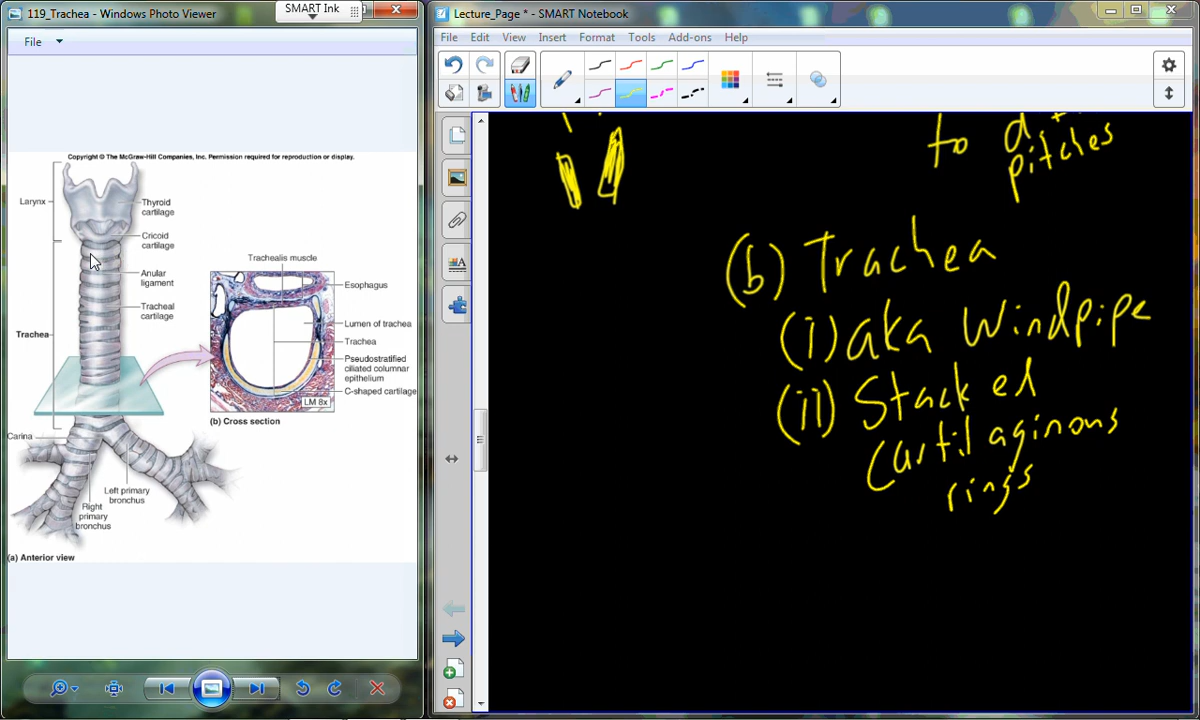 119_Trachea - Windows Photo Viewer
SMART Ink
File
Copyright © The McGraw-Hill Companies, Inc. Permission required for reproduction or display.
Larynx
Thyroid
cartilage
Cricoid
cartilage
Anular
ligament
Tracheal
cartilage
Trachea
Carina
Left primary
bronchus
Right
primary
bronchus
(a) Anterior view
Trachealis muscle
Esophagus
Lumen of trachea
Trachea
Pseudostratified
ciliated columnar
epithelium
C-shaped cartilage
LM 8x
(b) Cross section
Lecture_Page * - SMART Notebook
File Edit View Insert Format Tools Add-ons Help
to
pitches
(b) Trachea
(i) aka Windpipe
(ii) Stacked
Cartilaginous
rings